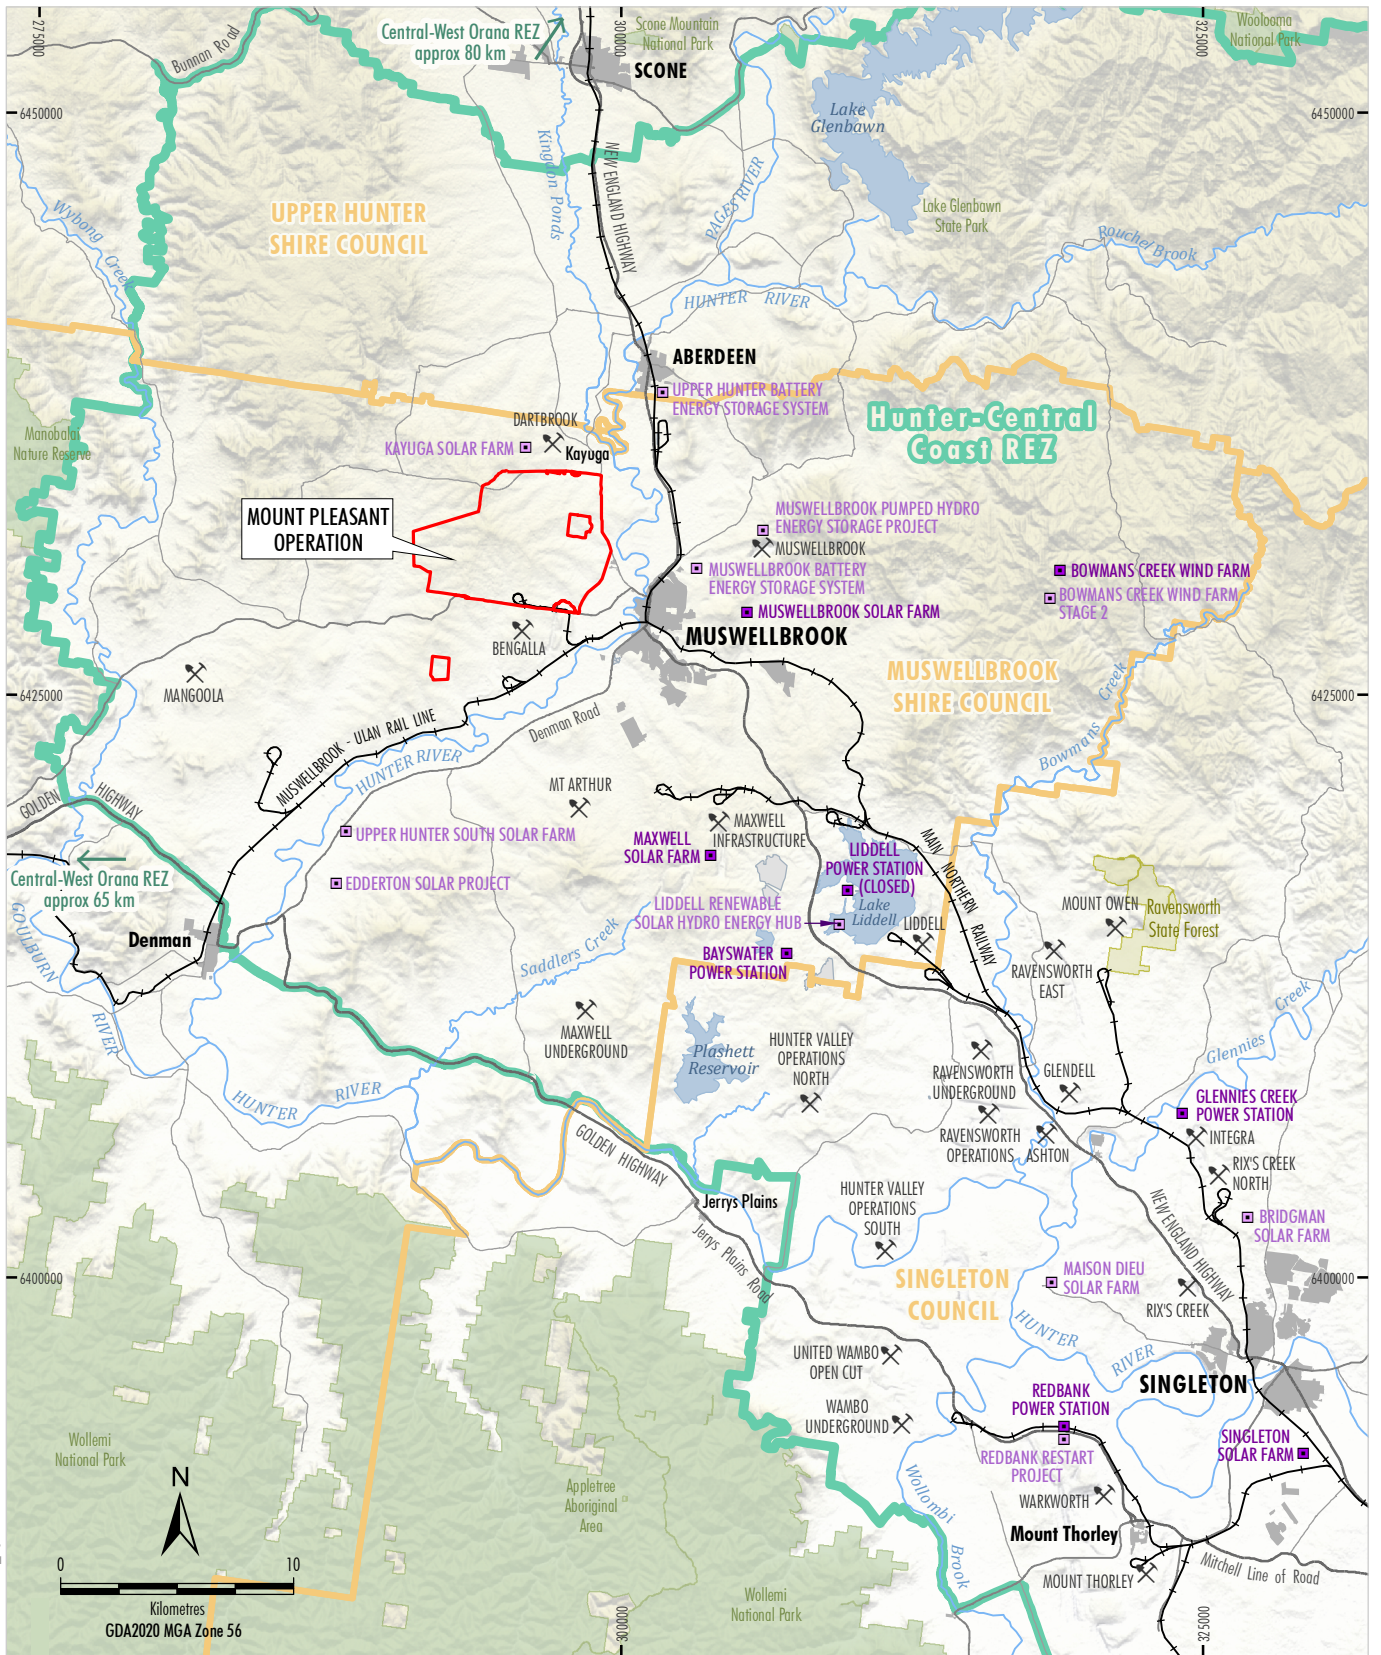 275000
300000
325000
Bunnan Road
Central-West Orana REZ
approx 80 km
Scone Mountain
National Park
Woolooma
National Park
SCONE
6450000
6450000
Lake
Glenbawn
Kingdon Ponds
NEW ENGLAND HIGHWAY
PAGES RIVER
Wybong Creek
UPPER HUNTER
SHIRE COUNCIL
Lake Glenbawn
State Park
Rouchel Brook
HUNTER RIVER
ABERDEEN
UPPER HUNTER BATTERY
ENERGY STORAGE SYSTEM
Hunter-Central
Coast REZ
Manobalai
Nature Reserve
DARTBROOK
KAYUGA SOLAR FARM
Kayuga
MOUNT PLEASANT
OPERATION
MUSWELLBROOK PUMPED HYDRO
ENERGY STORAGE PROJECT
MUSWELLBROOK
MUSWELLBROOK BATTERY
ENERGY STORAGE SYSTEM
BOWMANS CREEK WIND FARM
BOWMANS CREEK WIND FARM
STAGE 2
MUSWELLBROOK SOLAR FARM
MUSWELLBROOK
BENGALLA
MANGOOLA
MUSWELLBROOK
SHIRE COUNCIL
6425000
6425000
Bowmans Creek
Denman Road
MUSWELLBROOK - ULAN RAIL LINE
HUNTER RIVER
GOLDEN HIGHWAY
MT ARTHUR
MAXWELL
INFRASTRUCTURE
UPPER HUNTER SOUTH SOLAR FARM
MAXWELL
SOLAR FARM
LIDDELL
POWER STATION
(CLOSED)
MAIN NORTHERN RAILWAY
Central-West Orana REZ
approx 65 km
EDDERTON SOLAR PROJECT
LIDDELL RENEWABLE
SOLAR HYDRO ENERGY HUB
Lake
Liddell
LIDDELL
MOUNT OWEN
Ravensworth
State Forest
GOULBURN RIVER
Denman
Saddlers Creek
BAYSWATER
POWER STATION
RAVENSWORTH
EAST
MAXWELL
UNDERGROUND
Plashett
Reservoir
HUNTER VALLEY
OPERATIONS
NORTH
Glennies Creek
RAVENSWORTH
UNDERGROUND
GLENDELL
HUNTER RIVER
GLENNIES CREEK
POWER STATION
RAVENSWORTH
OPERATIONS
ASHTON
INTEGRA
GOLDEN HIGHWAY
RIX'S CREEK
NORTH
Jerrys Plains
HUNTER VALLEY
OPERATIONS
SOUTH
NEW ENGLAND HIGHWAY
BRIDGMAN
SOLAR FARM
Jerrys Plains Road
6400000
6400000
SINGLETON
COUNCIL
MAISON DIEU
SOLAR FARM
RIX'S CREEK
HUNTER RIVER
UNITED WAMBO
OPEN CUT
SINGLETON
REDBANK
POWER STATION
WAMBO
UNDERGROUND
REDBANK RESTART
PROJECT
SINGLETON
SOLAR FARM
Wollemi
National Park
Wollombi Brook
Appletree
Aboriginal
Area
WARKWORTH
Mount Thorley
N
0 10
Kilometres
GDA2020 MGA Zone 56
MOUNT THORLEY
Mitchell Line of Road
Wollemi
National Park
300000
325000